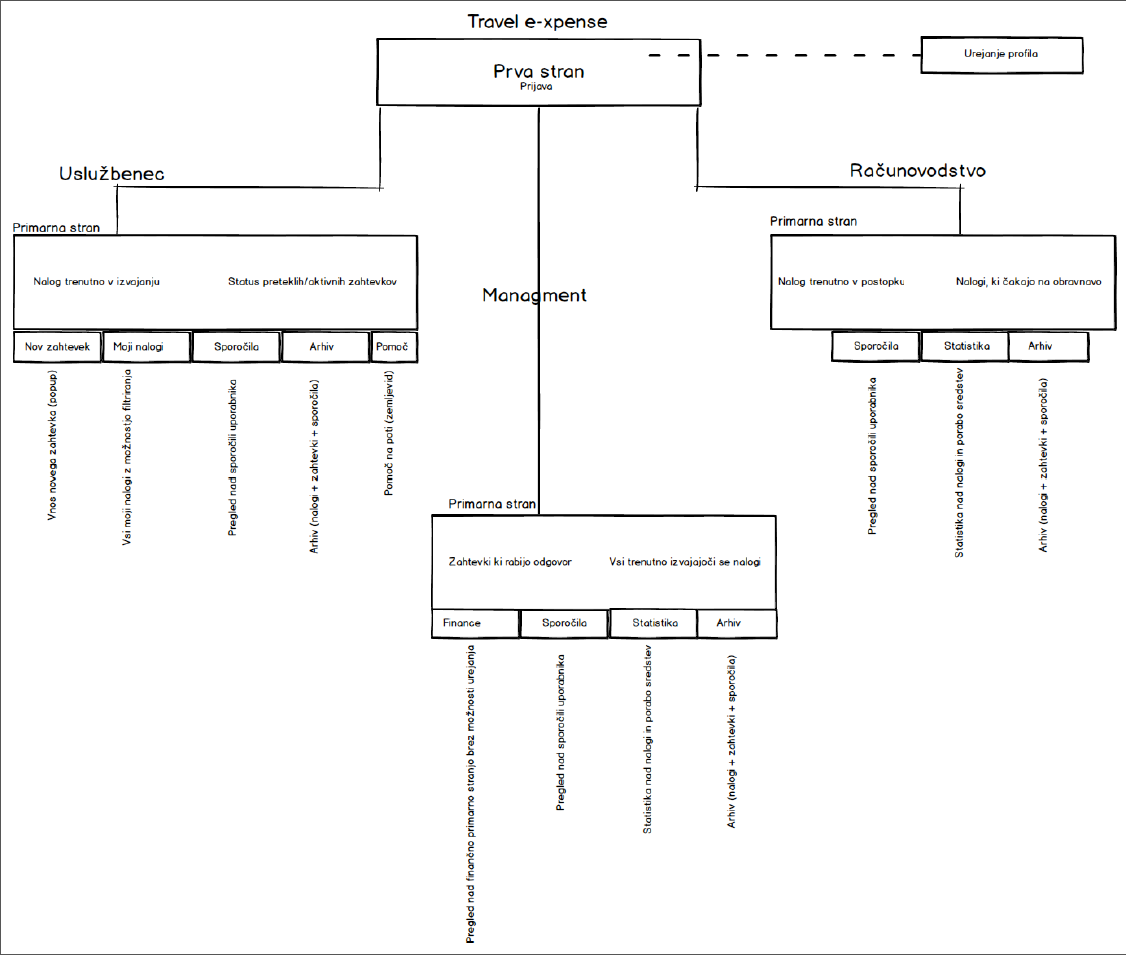 Travel e-xpense
Prva stran
Prijava
Urejanje profila
Uslužbenec
Računovodstvo
Managment
Primarna stran
Nalog trenutno v izvajanju
Status preteklih/aktivnih zahtevkov
Nov zahtevek
Moji nalogi
Sporočila
Arhiv
Pomoč
Vnos novega zahtevka (popup)
Vsi moji nalogi z možnostjo filtriranja
Pregled nad sporočili uporabnika
Arhiv (nalogi + zahtevki + sporočila)
Pomoč na poti (zemljevid)
Primarna stran
Nalog trenutno v postopku
Nalogi, ki čakajo na obravnavo
Sporočila
Statistika
Arhiv
Pregled nad sporočili uporabnika
Statistika nad nalogi in porabo sredstev
Arhiv (nalogi + zahtevki + sporočila)
Primarna stran
Zahtevki ki rabijo odgovor
Vsi trenutno izvajajoči se nalogi
Finance
Sporočila
Statistika
Arhiv
Pregled nad finančno primarno stranjo brez možnosti urejanja
Pregled nad sporočili uporabnika
Statistika nad nalogi in porabo sredstev
Arhiv (nalogi + zahtevki + sporočila)